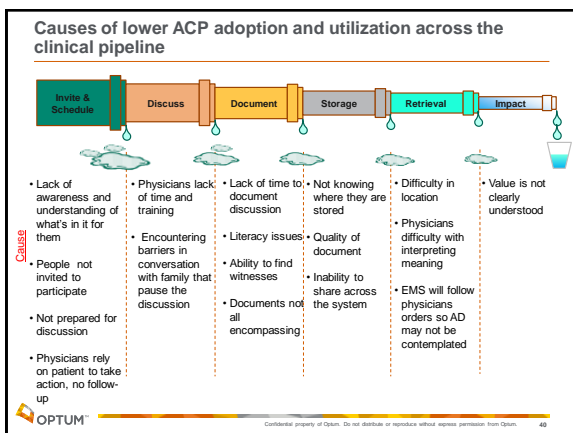 Causes of lower ACP adoption and utilization across the
clinical pipeline
Invite &
Schedule
Discuss
Document
Storage
Retrieval
Impact
Cause
• Lack of
awareness and
understanding of
what's in it for
them
• People not
invited to
participate
• Not prepared for
discussion
• Physicians rely
on patient to take
action, no follow-
up
• Physicians lack
of time and
training
• Encountering
barriers in
conversation
with family that
pause the
discussion
• Lack of time to
document
discussion
• Literacy issues
• Ability to find
witnesses
• Documents not
all
encompassing
• Not knowing
where they are
stored
• Quality of
document
• Inability to
share across
the system
• Difficulty in
location
• Physicians
difficulty with
interpreting
meaning
• EMS will follow
physicians
orders so AD
may not be
contemplated
• Value is not
clearly
understood
OPTUM™
Confidential property of Optum. Do not distribute or reproduce without express permission from Optum.
40